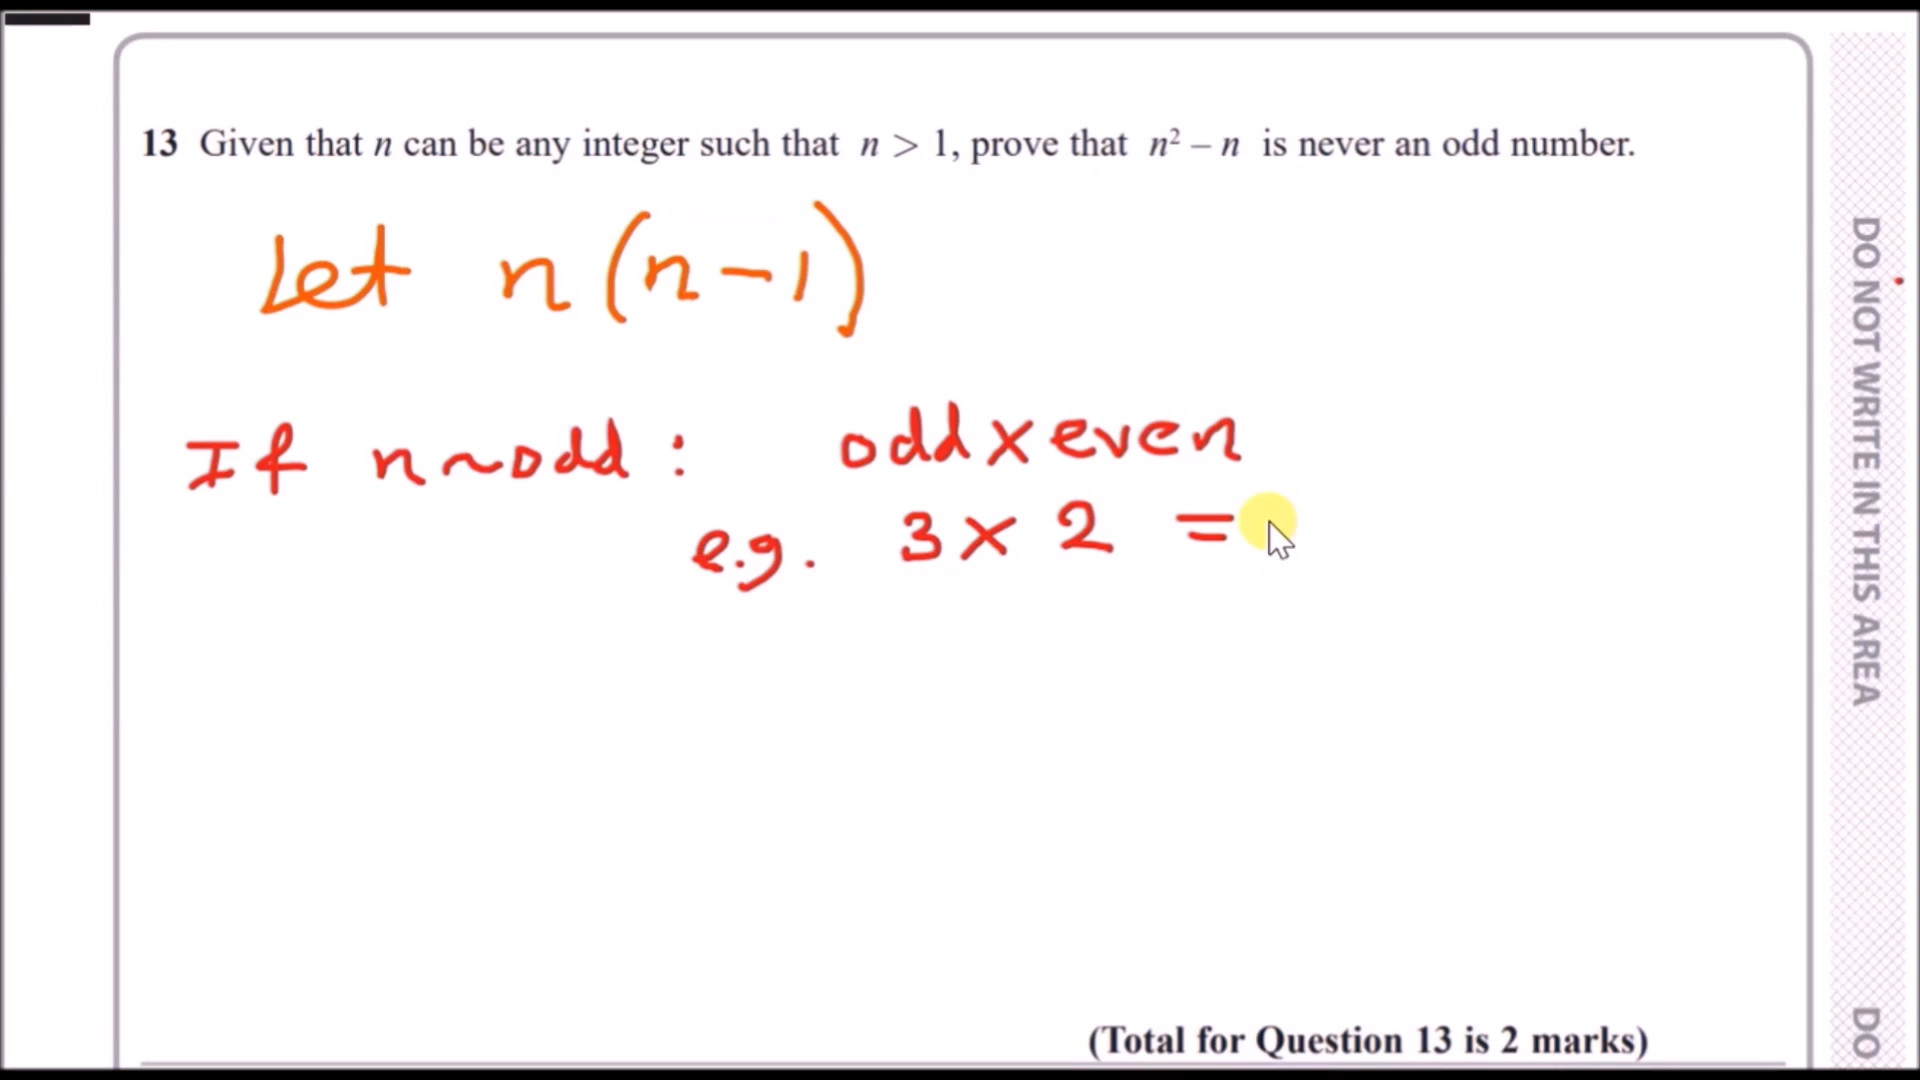 13 Given that n can be any integer such that n > 1, prove that n² – n is never an odd number.
Let n(n-1)
If n~odd : odd×even
e.g. 3 × 2 =
(Total for Question 13 is 2 marks)
DO NOT WRITE IN THIS AREA
DO